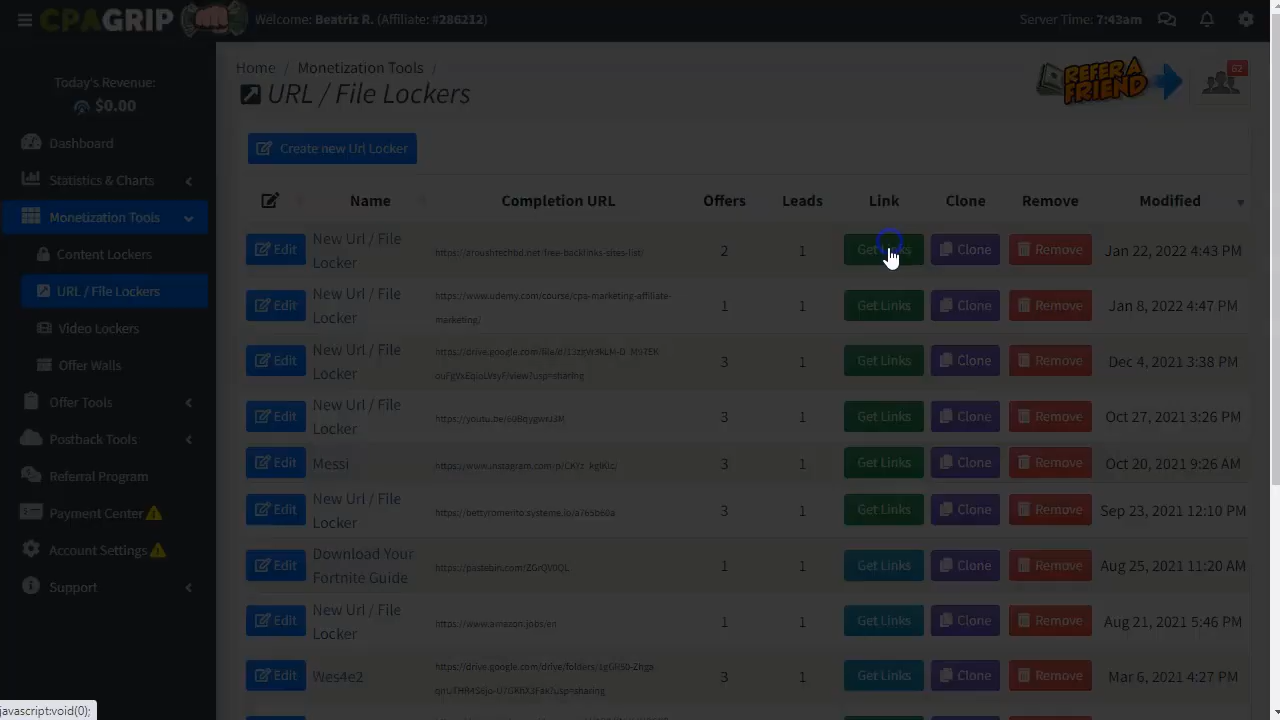 CPAGRIP
Welcome: Beatriz R. (Affiliate: #286212)
Server Time: 7:43am
Today's Revenue:
$0.00
Dashboard
Statistics & Charts
Monetization Tools
Content Lockers
URL / File Lockers
Video Lockers
Offer Walls
Offer Tools
Postback Tools
Referral Program
Payment Center
Account Settings
Support
Home / Monetization Tools /
URL / File Lockers
REFER A
FRIEND
62
Create new Url Locker
Name Completion URL Offers Leads Link Clone Remove Modified
Edit New Url / File Locker 2 1 Get Links Clone Remove Jan 22, 2022 4:43 PM
Edit New Url / File Locker https://www.udemy.com/course/cpa-marketing-affiliate-marketing/ 1 1 Get Links Clone Remove Jan 8, 2022 4:47 PM
Edit New Url / File Locker 3 1 Get Links Clone Remove Dec 4, 2021 3:38 PM
Edit New Url / File Locker 3 1 Get Links Clone Remove Oct 27, 2021 3:26 PM
Edit Messi 3 1 Get Links Clone Remove Oct 20, 2021 9:26 AM
Edit New Url / File Locker 3 1 Get Links Clone Remove Sep 23, 2021 12:10 PM
Edit Download Your Fortnite Guide 1 1 Get Links Clone Remove Aug 25, 2021 11:20 AM
Edit New Url / File Locker https://www.amazon.jobs/en 1 1 Get Links Clone Remove Aug 21, 2021 5:46 PM
Edit Wes4e2 3 1 Get Links Clone Remove Mar 6, 2021 4:27 PM
javascript:void(0);